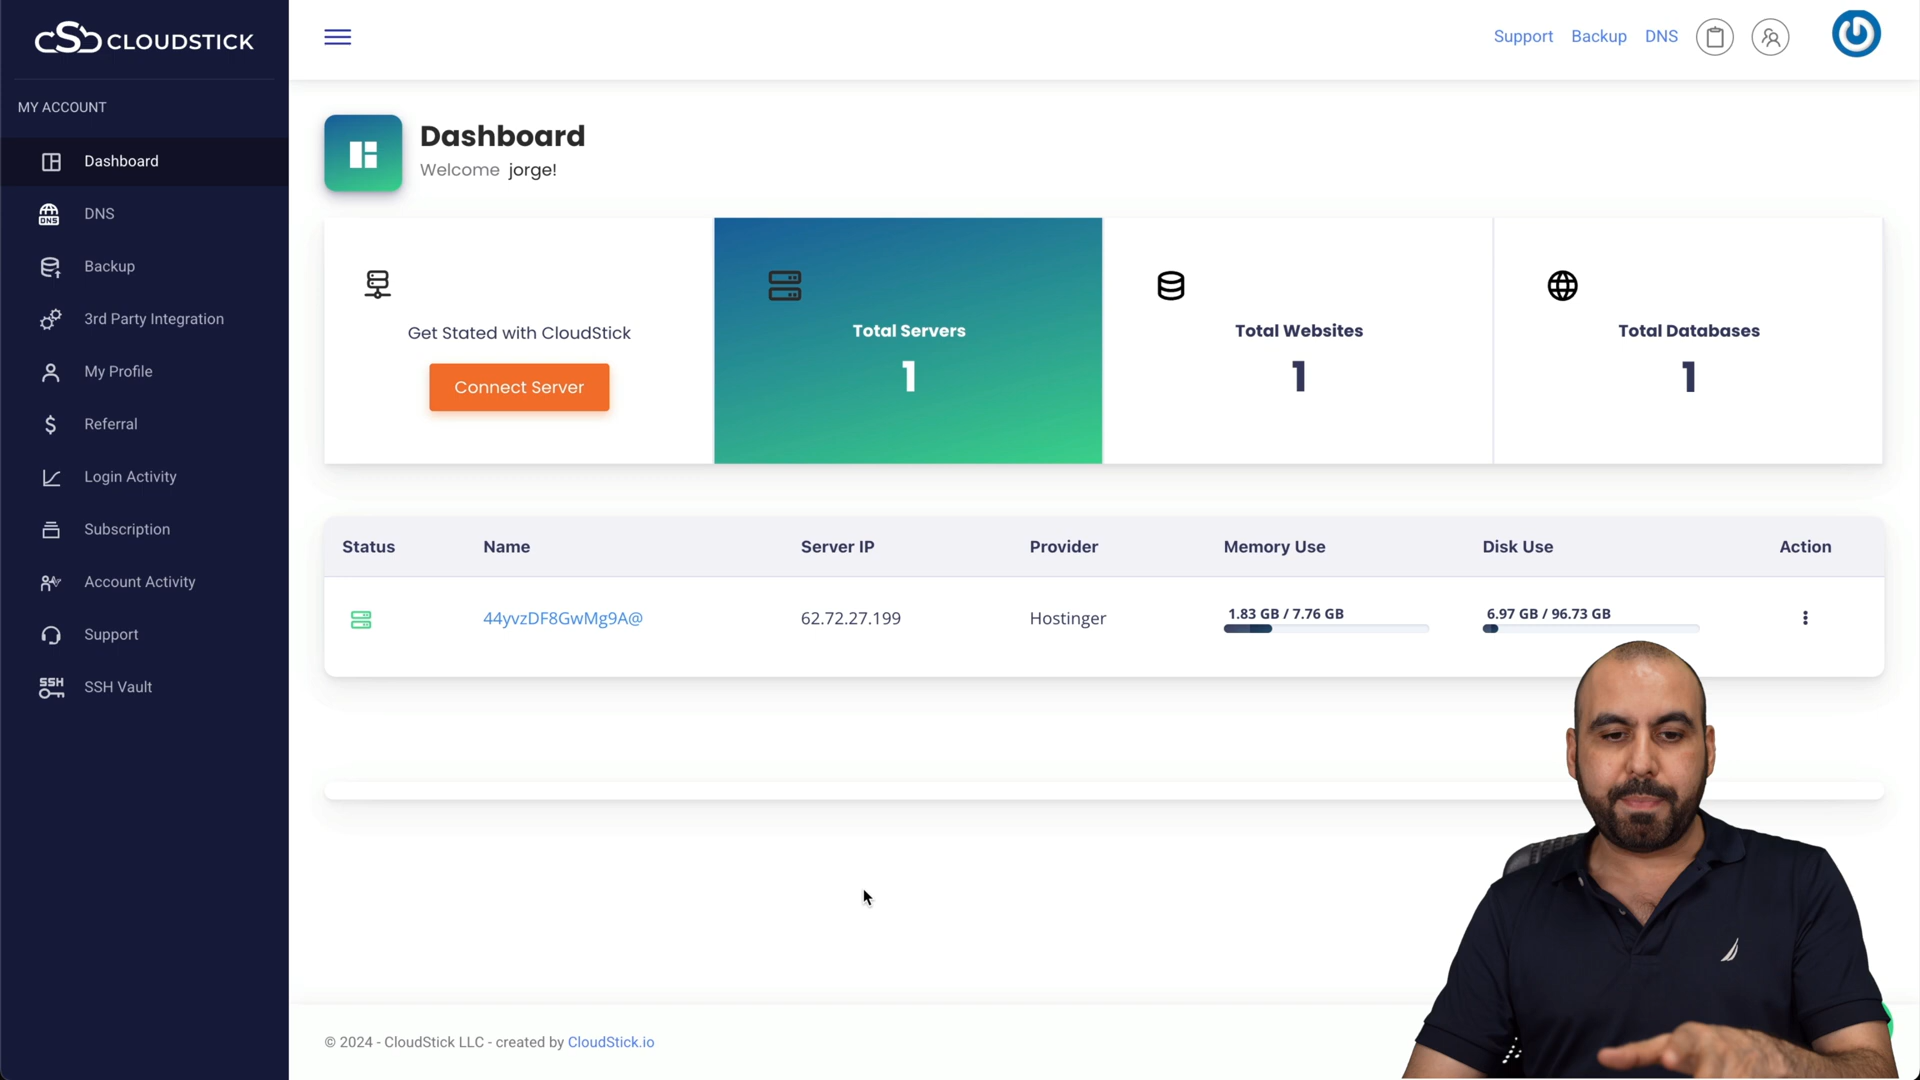 CLOUDSTICK
Support
Backup
DNS
MY ACCOUNT
Dashboard
DNS
Backup
3rd Party Integration
My Profile
Referral
Login Activity
Subscription
Account Activity
Support
SSH
SSH Vault
Dashboard
Welcome jorge!
Get Stated with CloudStick
Connect Server
Total Servers
1
Total Websites
1
Total Databases
1
Status Name Server IP Provider Memory Use Disk Use Action
44yvzDF8GwMg9A@ 62.72.27.199 Hostinger 1.83 GB / 7.76 GB 6.97 GB / 96.73 GB
© 2024 - CloudStick LLC - created by CloudStick.io